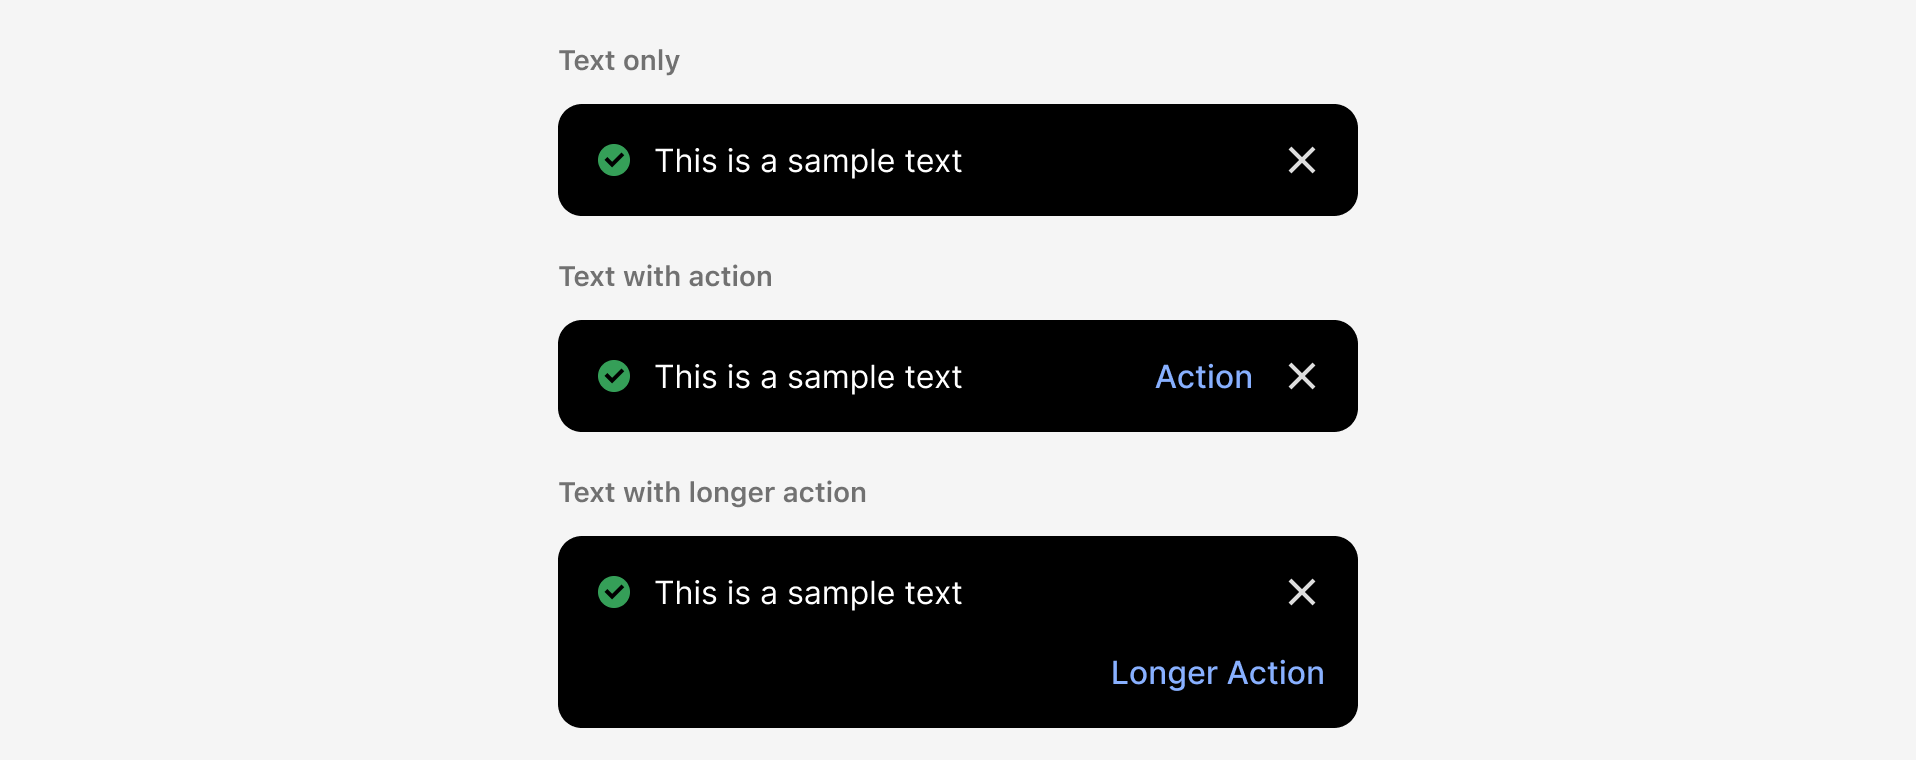 Text only
This is a sample text
Text with action
This is a sample text Action
Text with longer action
This is a sample text
Longer Action